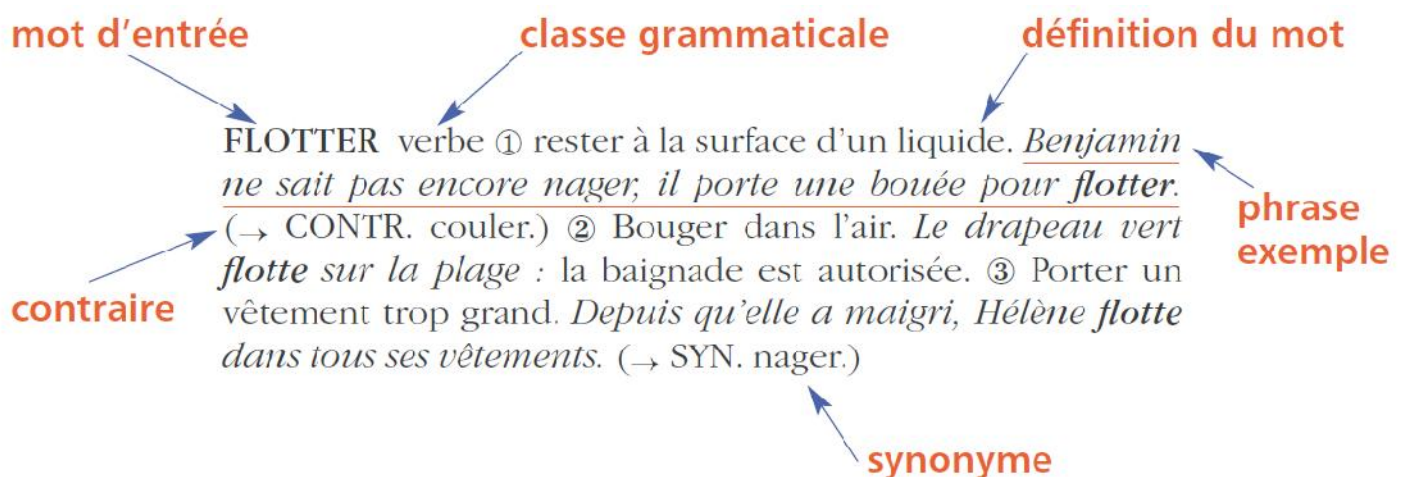 mot d'entrée classe grammaticale définition du mot
FLOTTER verbe ① rester à la surface d'un liquide. Benjamin
ne sait pas encore nager, il porte une bouée pour flotter.
(→ CONTR. couler.) ② Bouger dans l'air. Le drapeau vert
flotte sur la plage : la baignade est autorisée. ③ Porter un
vêtement trop grand. Depuis qu'elle a maigri, Hélène flotte
dans tous ses vêtements. (→ SYN. nager.)
phrase
exemple
contraire
synonyme